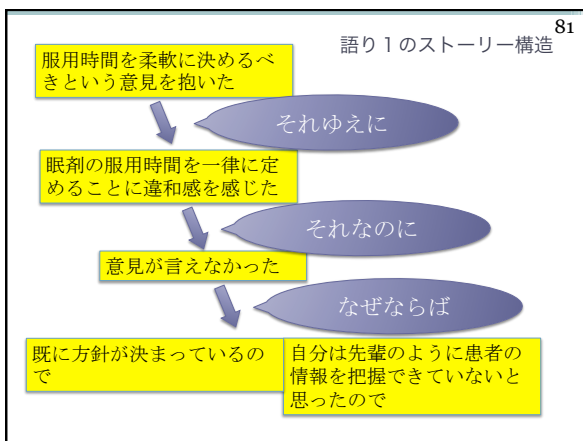 81
語り1のストーリー構造
服用時間を柔軟に決めるべ
きという意見を抱いた
それゆえに
眠剤の服用時間を一律に定
めることに違和感を感じた
それなのに
意見が言えなかった
なぜならば
既に方針が決まっているの
で
自分は先輩のように患者の
情報を把握できていないと
思ったので